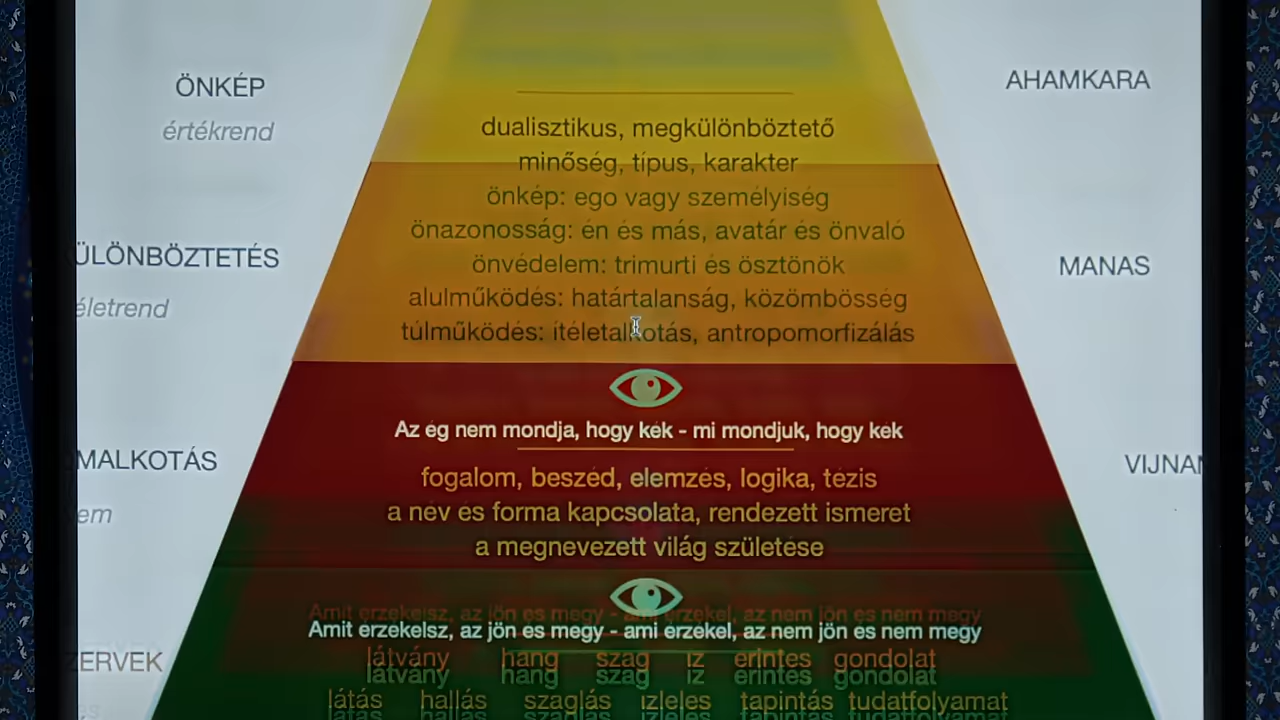 ÖNKÉP
értékrend
AHAMKARA
dualisztikus, megkülönböztető
minőség, típus, karakter
önkép: ego vagy személyiség
önazonosság: én és más, avatár és önvaló
ÜLÖNBÖZTETÉS
életrend
MANAS
önvédelem: trimurti és ösztönök
alulműködés: határtalanság, közömbösség
túlműködés: ítéletalkotás, antropomorfizálás
Az ég nem mondja, hogy kék - mi mondjuk, hogy kék
MALKOTÁS
em
VIJNA
fogalom, beszéd, elemzés, logika, tézis
a név és forma kapcsolata, rendezett ismeret
a megnevezett világ születése
Amit érzékelsz, az jön és megy - ami érzékel, az nem jön és nem megy
ERVEK
látvány hang szag íz érintés gondolat
látás hallás szaglás ízlelés tapintás tudatfolyamat